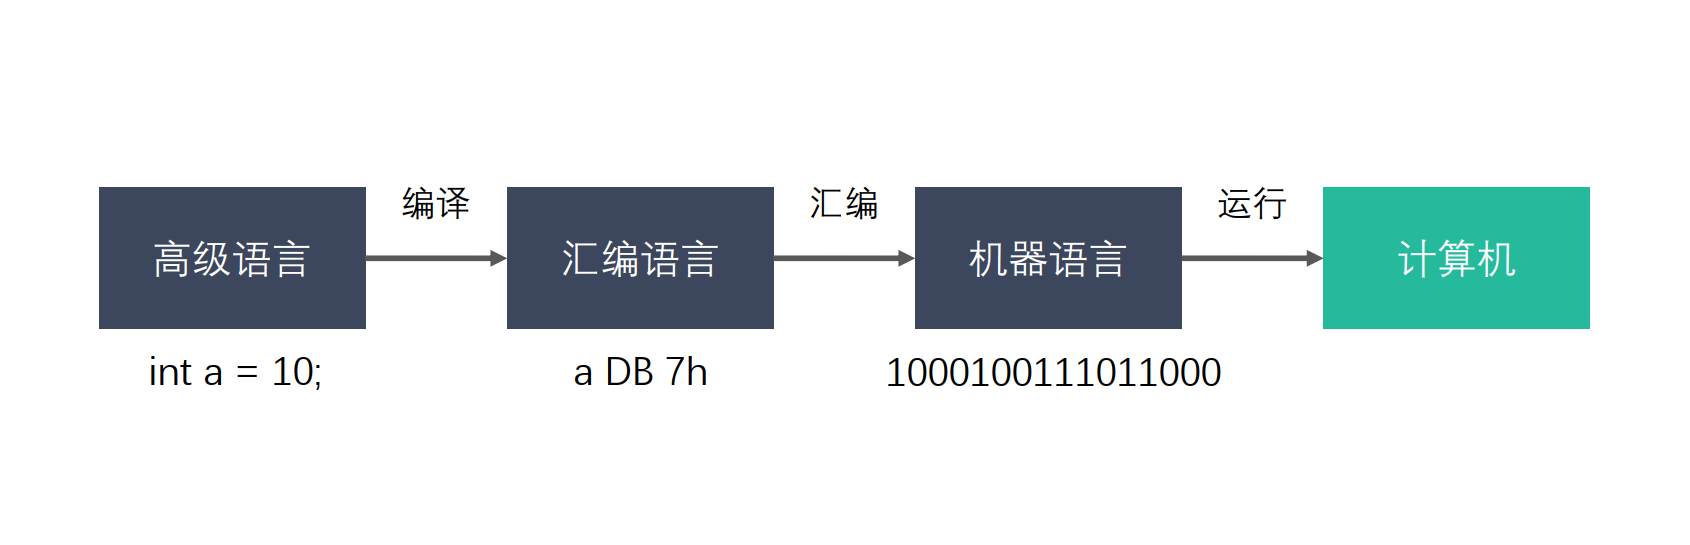 编译
汇编
运行
高级语言
汇编语言
机器语言
计算机
int a = 10;
a DB 7h
1000100111011000